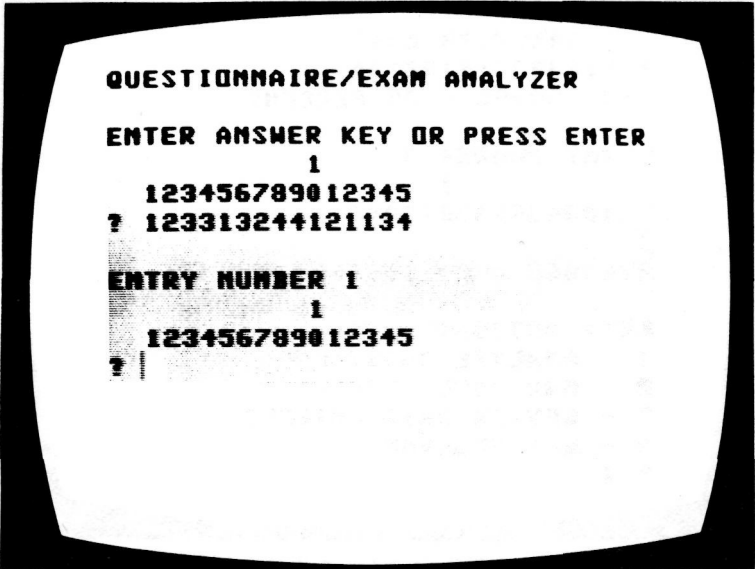 QUESTIONNAIRE/EXAM ANALYZER
ENTER ANSWER KEY OR PRESS ENTER
1
123456789012345
? 123313244121134
ENTRY NUMBER 1
1
123456789012345
?